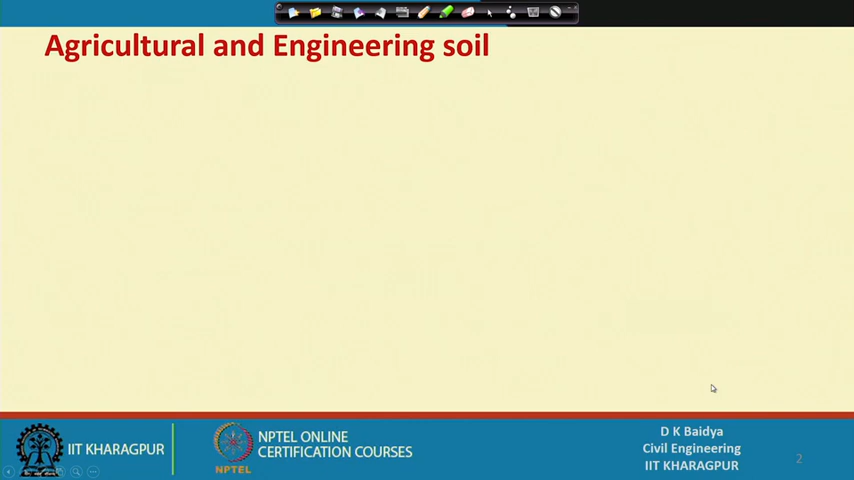 Agricultural and Engineering soil
IIT KHARAGPUR
NPTEL
NPTEL ONLINE
CERTIFICATION COURSES
D K Baidya
Civil Engineering
IIT KHARAGPUR
2